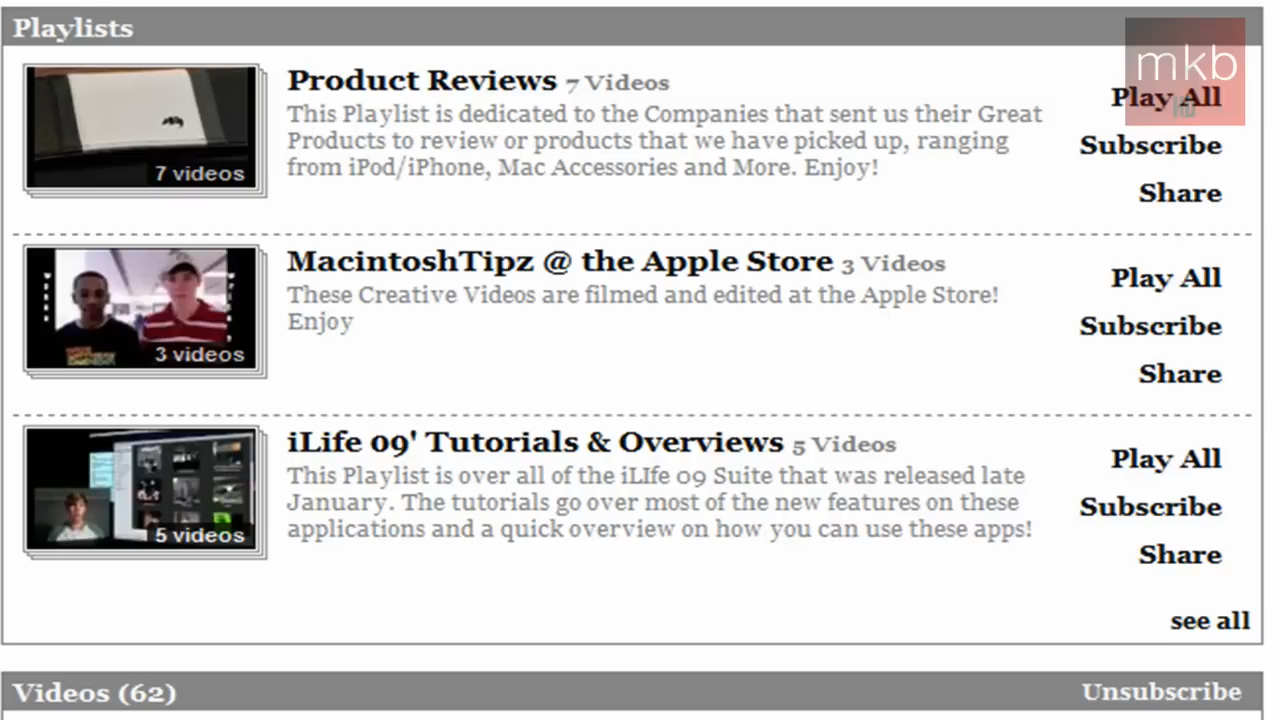 Playlists
mkb
HD
Product Reviews 7 Videos
Play All
This Playlist is dedicated to the Companies that sent us their Great
Products to review or products that we have picked up, ranging
from iPod/iPhone, Mac Accessories and More. Enjoy!
7 videos
Subscribe
Share
MacintoshTipz @ the Apple Store 3 Videos
Play All
These Creative Videos are filmed and edited at the Apple Store!
Enjoy
3 videos
Subscribe
Share
iLife 09' Tutorials & Overviews 5 Videos
Play All
This Playlist is over all of the iLIfe 09 Suite that was released late
January. The tutorials go over most of the new features on these
applications and a quick overview on how you can use these apps!
5 videos
Subscribe
Share
see all
Videos (62)
Unsubscribe